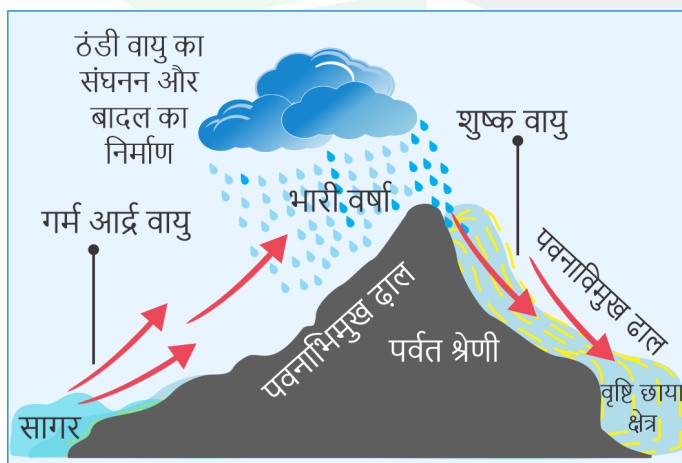 ठंडी वायु का
संघनन और
बादल का
निर्माण
शुष्क वायु
भारी वर्षा
गर्म आर्द्र वायु
पवनाविमुख ढाल
पवनाभिमुख ढ़ाल
पर्वत श्रेणी
सागर
वृष्टि छाया
क्षेत्र